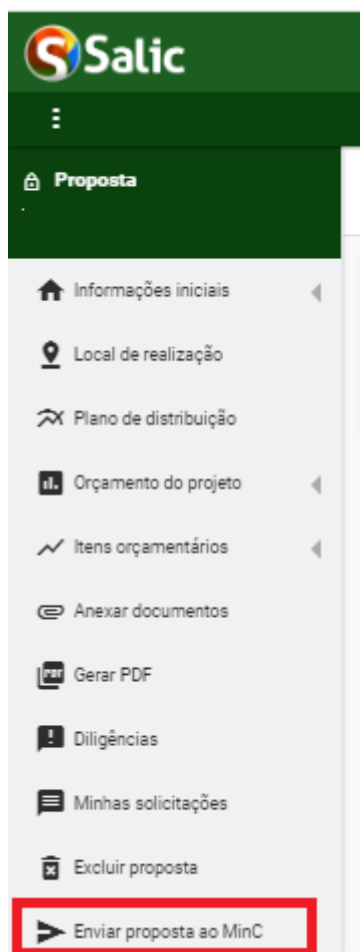 Salic
Proposta
.
Informações iniciais
Local de realização
Plano de distribuição
Orçamento do projeto
Itens orçamentários
Anexar documentos
PDF Gerar PDF
Diligências
Minhas solicitações
Excluir proposta
Enviar proposta ao MinC